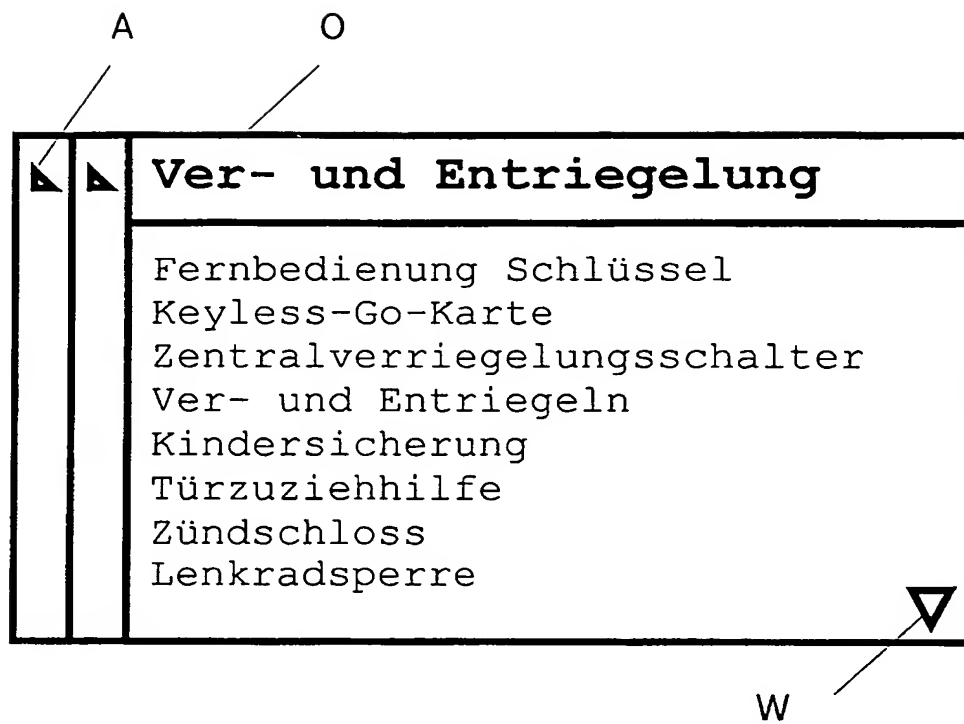 A O
Ver- und Entriegelung
Fernbedienung Schlüssel
Keyless-Go-Karte
Zentralverriegelungsschalter
Ver- und Entriegeln
Kindersicherung
Türzuziehhilfe
Zündschloss
Lenkradsperre
W